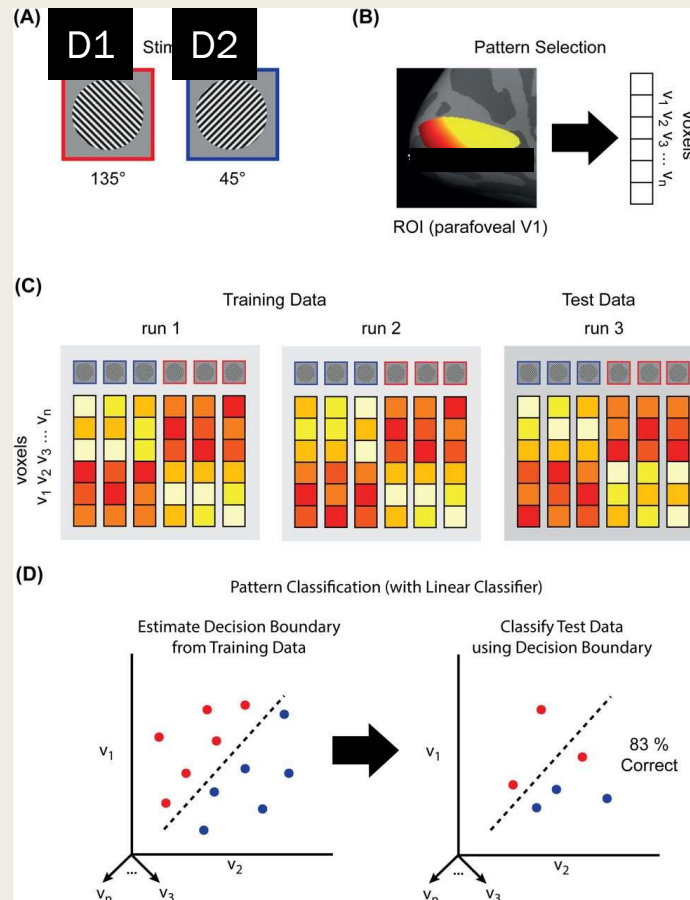 (A)
D1
Stim
D2
135°
45°
(B)
Pattern Selection
v1 v2 v3 ... vn
voxels
ROI (parafoveal V1)
(C)
Training Data
Test Data
run 1
run 2
run 3
voxels
v1 v2 v3 ... vn
(D)
Pattern Classification (with Linear Classifier)
Estimate Decision Boundary
from Training Data
Classify Test Data
using Decision Boundary
v1
v2
v3
...
vn
v1
v2
v3
...
vn
83 %
Correct